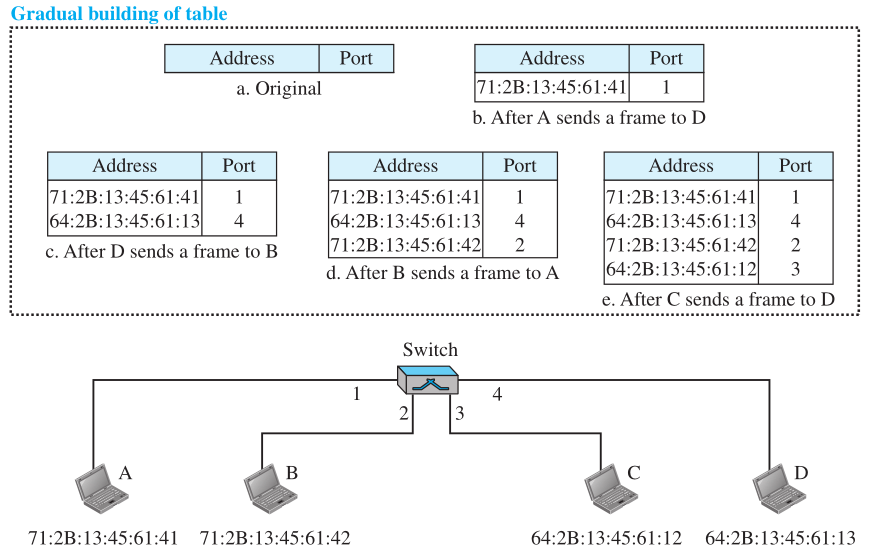 Gradual building of table
Address Port
a. Original
Address Port
71:2B:13:45:61:41 1
b. After A sends a frame to D
Address Port
71:2B:13:45:61:41 1
64:2B:13:45:61:13 4
c. After D sends a frame to B
Address Port
71:2B:13:45:61:41 1
64:2B:13:45:61:13 4
71:2B:13:45:61:42 2
d. After B sends a frame to A
Address Port
71:2B:13:45:61:41 1
64:2B:13:45:61:13 4
71:2B:13:45:61:42 2
64:2B:13:45:61:12 3
e. After C sends a frame to D
Switch
1 4
2 3
A B C D
71:2B:13:45:61:41 71:2B:13:45:61:42 64:2B:13:45:61:12 64:2B:13:45:61:13